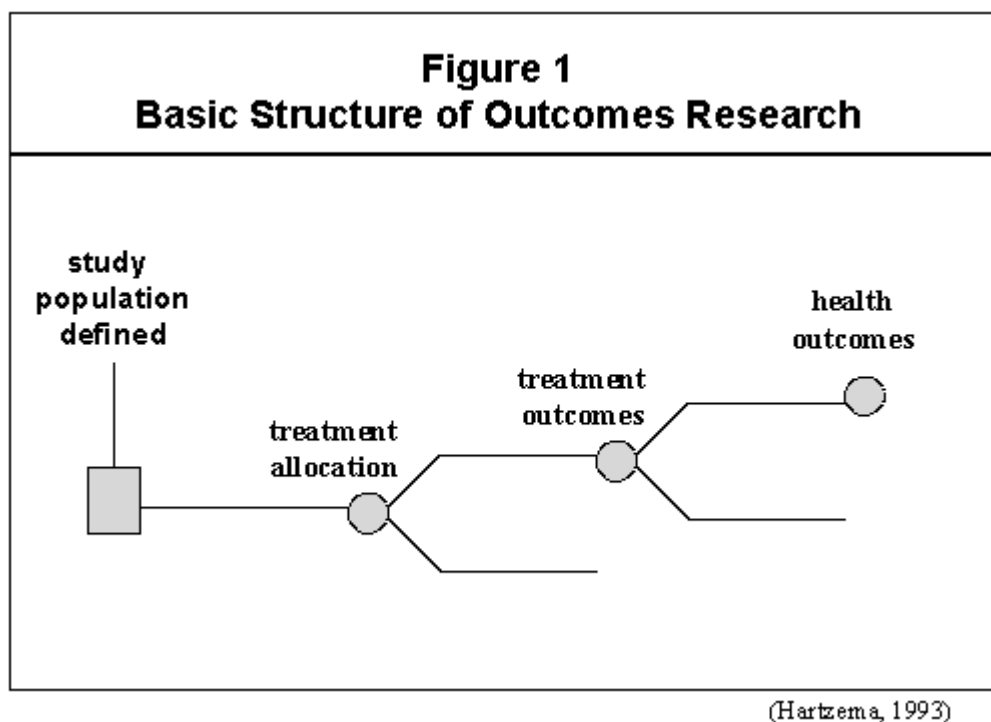 Figure 1
Basic Structure of Outcomes Research
study
population
defined
treatment
allocation
treatment
outcomes
health
outcomes
(Hartzema, 1993)